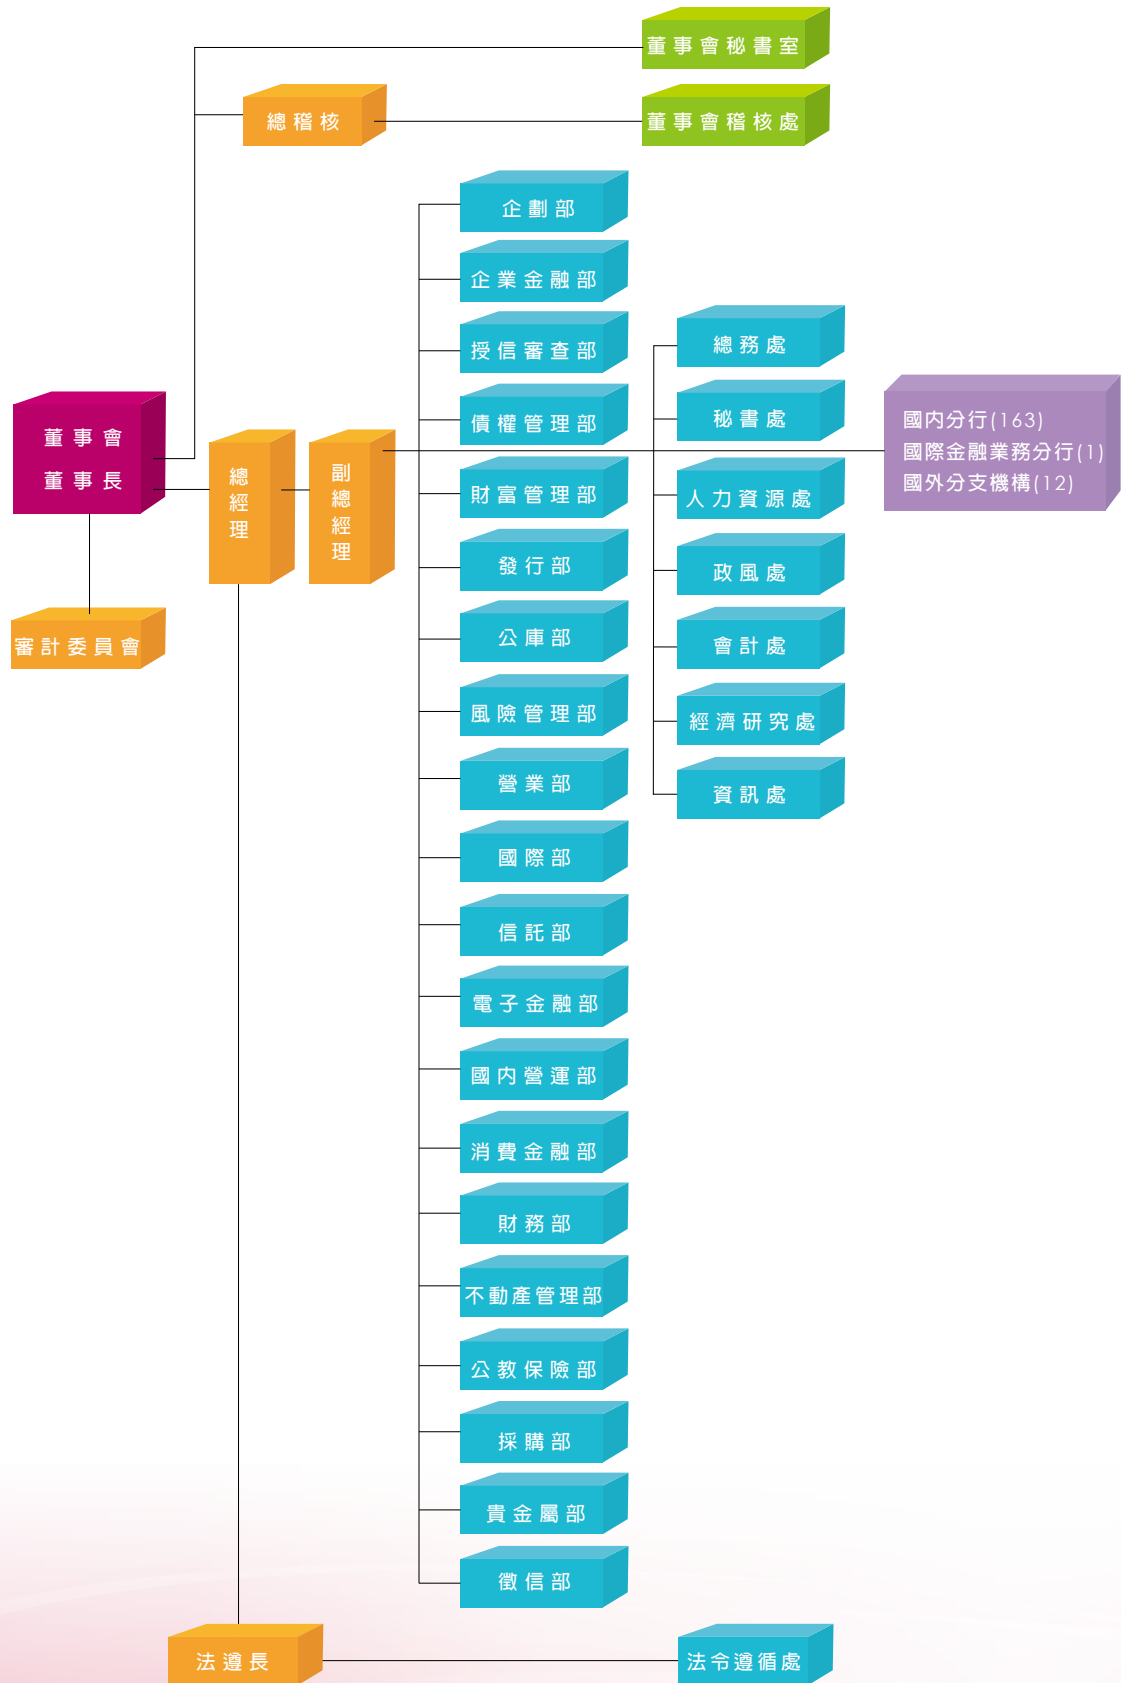 董事會秘書室
總稽核
董事會稽核處
企劃部
企業金融部
授信審查部
債權管理部
財富管理部
發行部
公庫部
風險管理部
營業部
國際部
信託部
電子金融部
國內營運部
消費金融部
財務部
不動產管理部
公教保險部
採購部
貴金屬部
徵信部
總務處
秘書處
人力資源處
政風處
會計處
經濟研究處
資訊處
國內分行(163)
國際金融業務分行(1)
國外分支機構(12)
董事會
董事長
總經理
副總經理
審計委員會
法遵長
法令遵循處